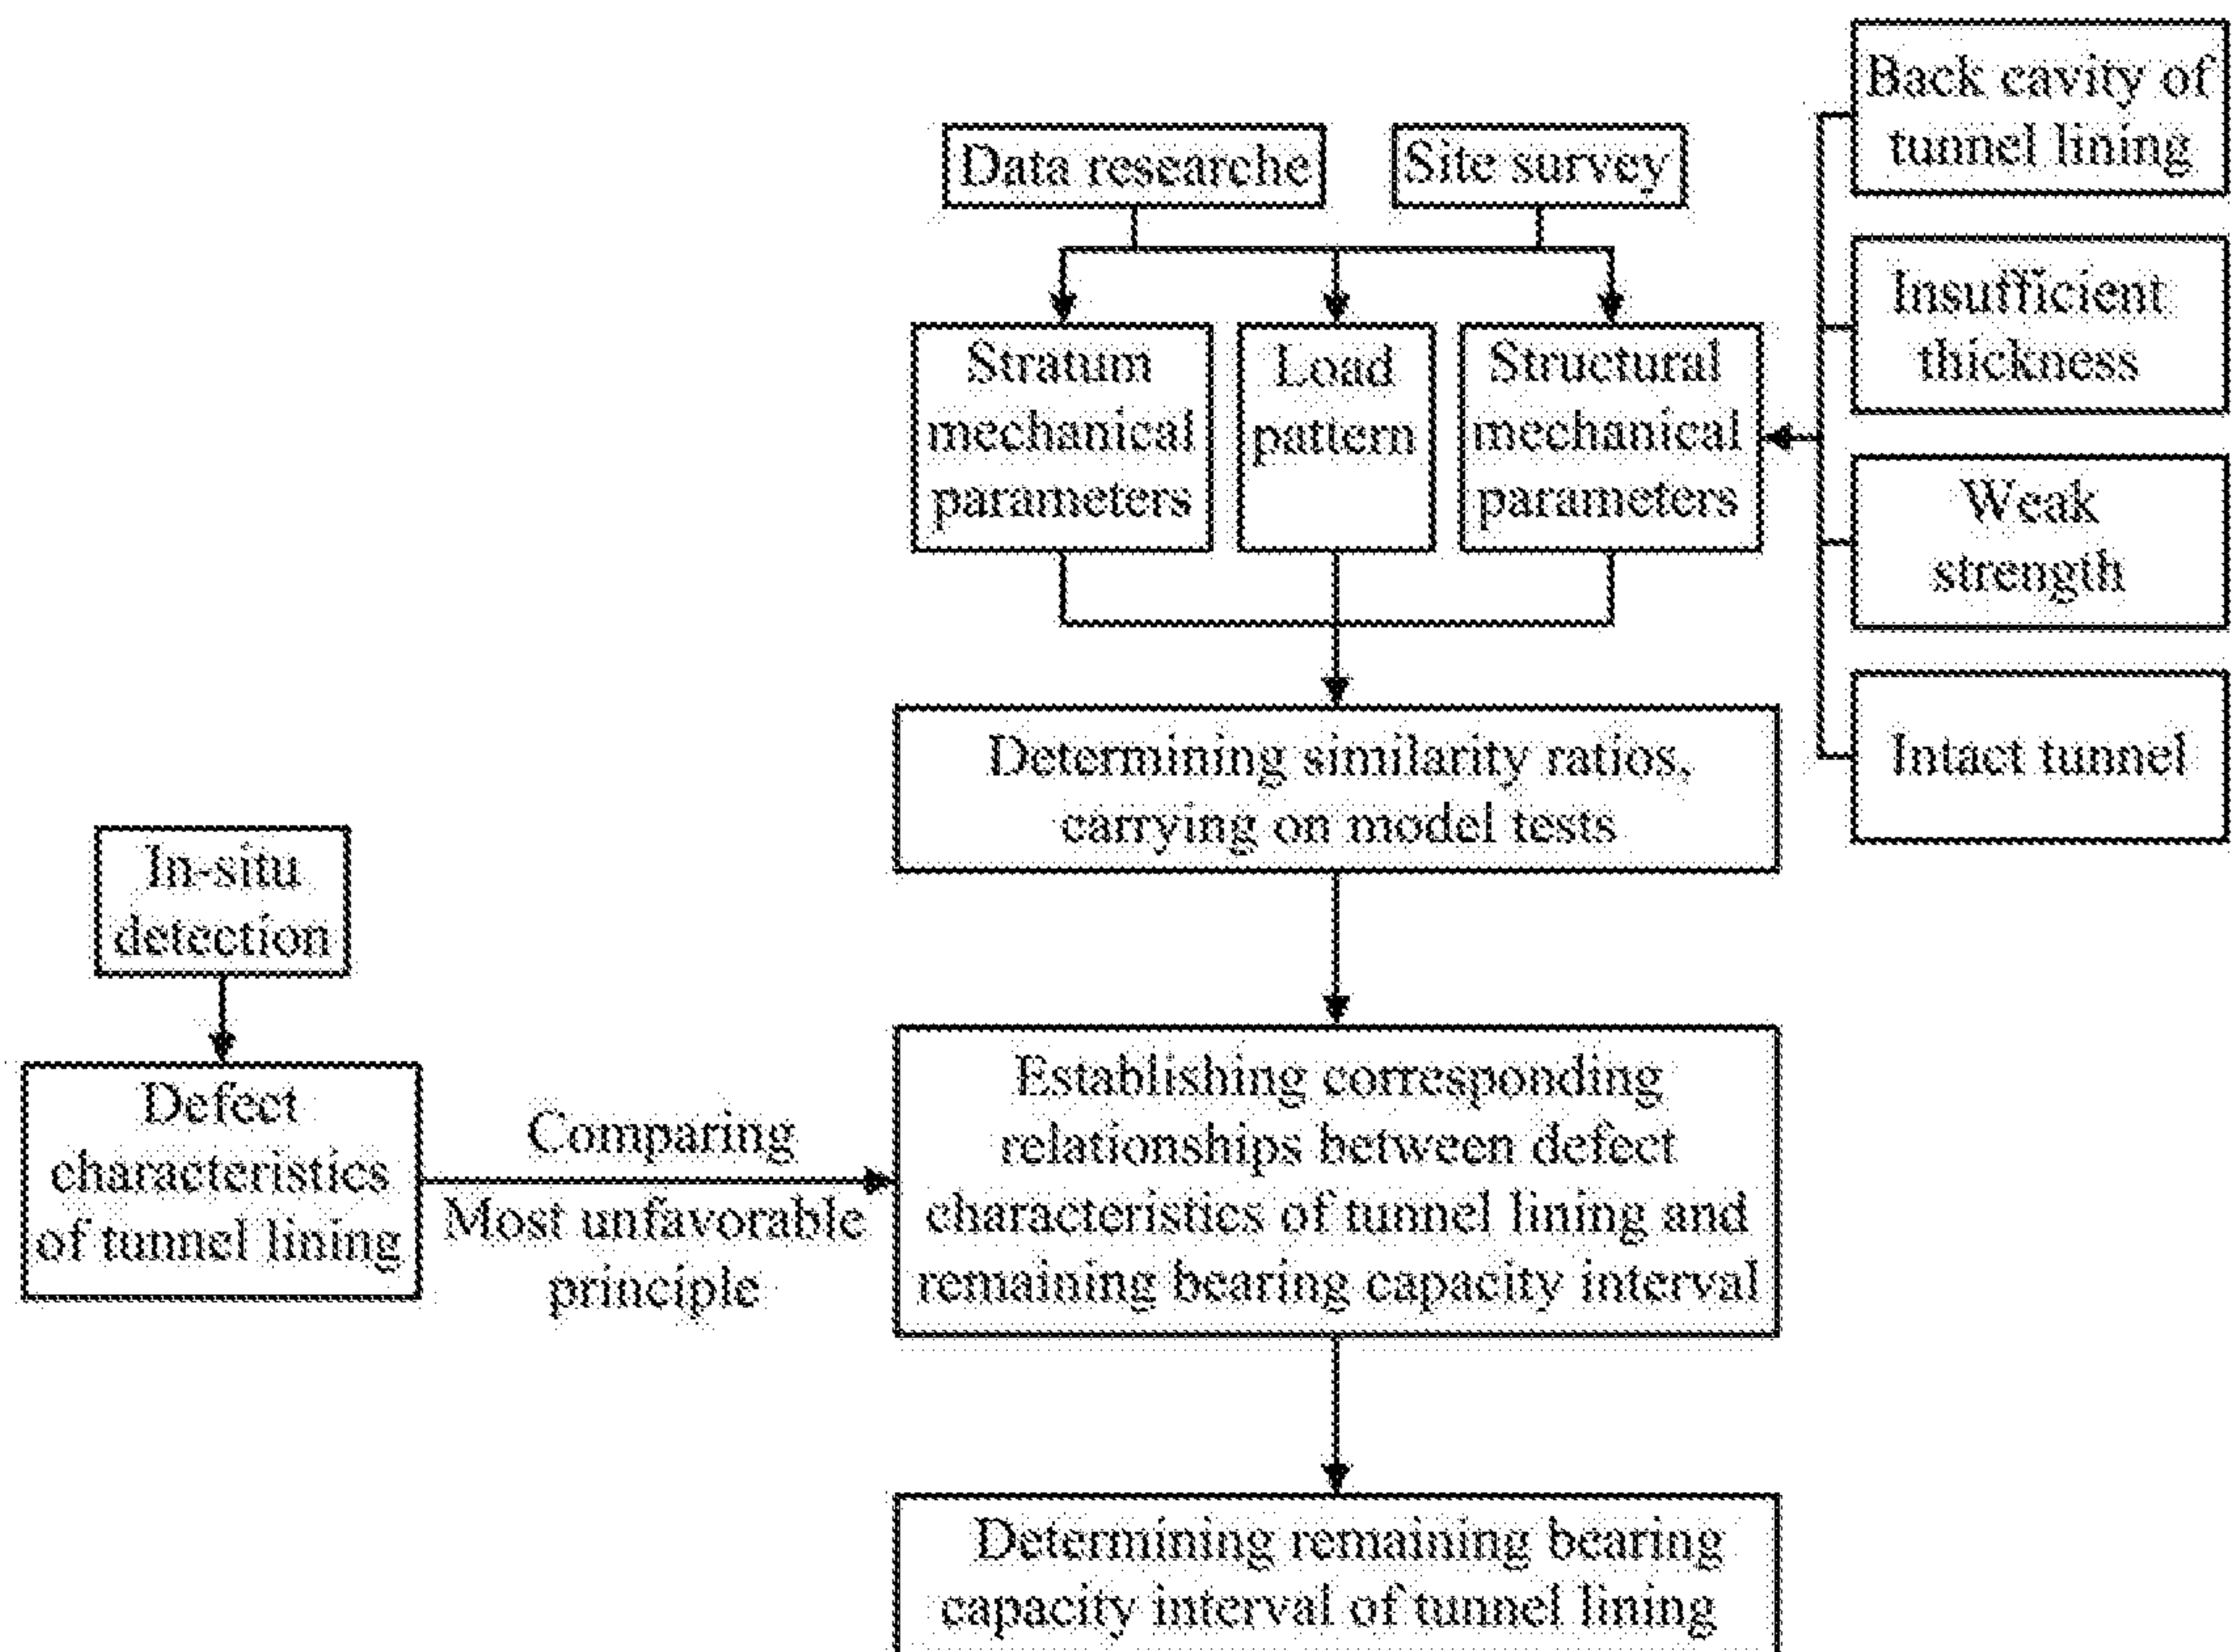 Back cavity of
tunnel lining
Data researche
Site survey
Insufficient
thickness
Stratum
mechanical
parameters
Load
pattern
Structural
mechanical
parameters
Weak
strength
Intact tunnel
Determining similarity ratios,
carrying on model tests
In-situ
detection
Defect
characteristics
of tunnel lining
Comparing
Most unfavorable
principle
Establishing corresponding
relationships between defect
characteristics of tunnel lining and
remaining bearing capacity interval
Determining remaining bearing
capacity interval of tunnel lining